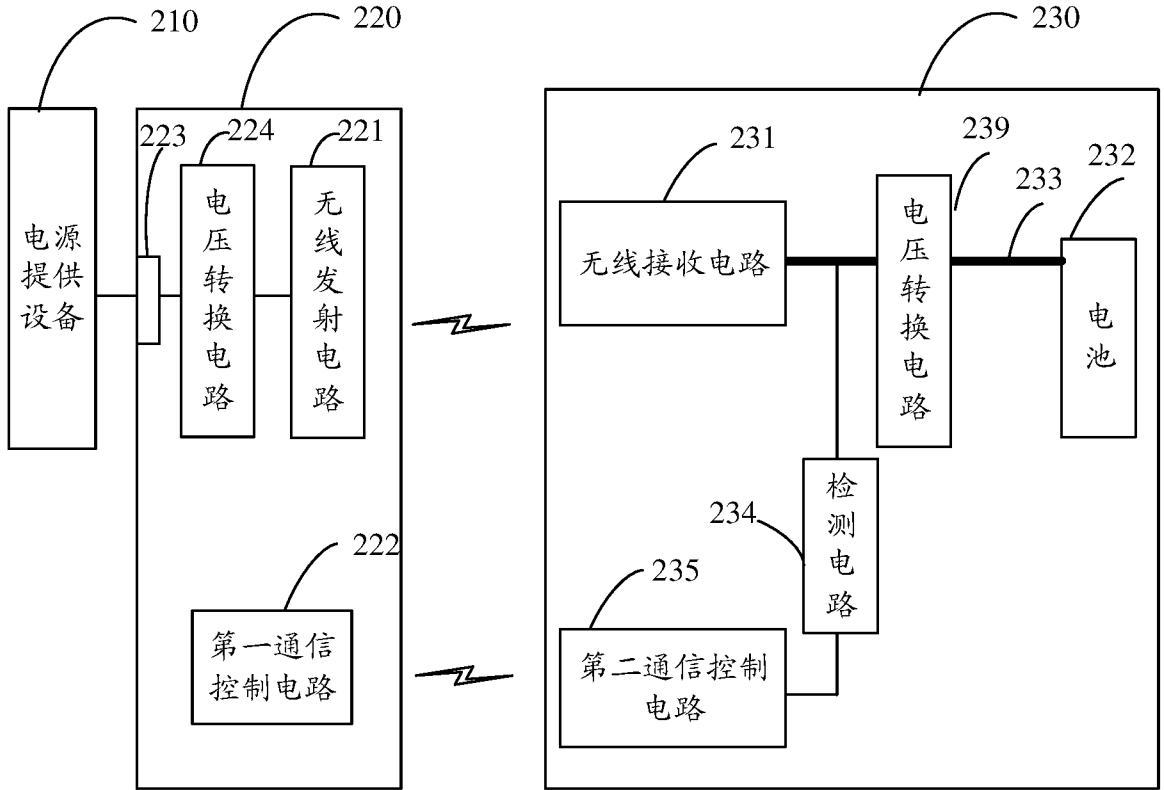 210
220
230
223
224
221
231
239
233
232
电源
提供
设备
电压转换电路
无线发射电路
无线接收电路
电压转换电路
电池
234
检测电路
222
第一通信
控制电路
235
第二通信控制
电路